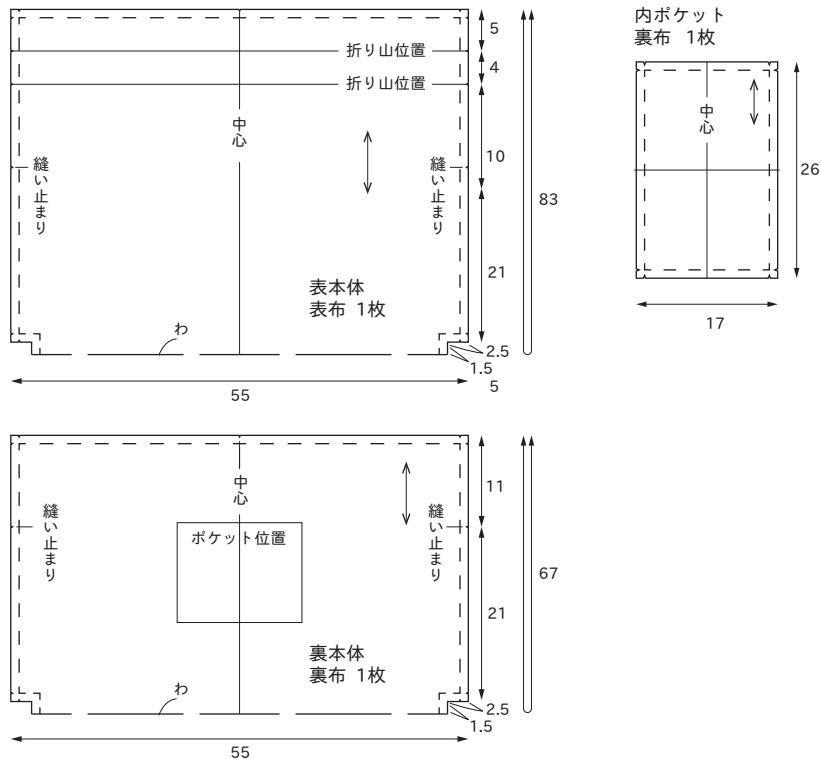 5
折り山位置
4
折り山位置
中心
縫い止まり
縫い止まり
10
83
21
表本体
表布 1枚
わ
2.5
1.5
5
55
内ポケット
裏布 1枚
中心
26
17
11
中心
縫い止まり
縫い止まり
ポケット位置
67
21
裏本体
裏布 1枚
わ
2.5
1.5
55